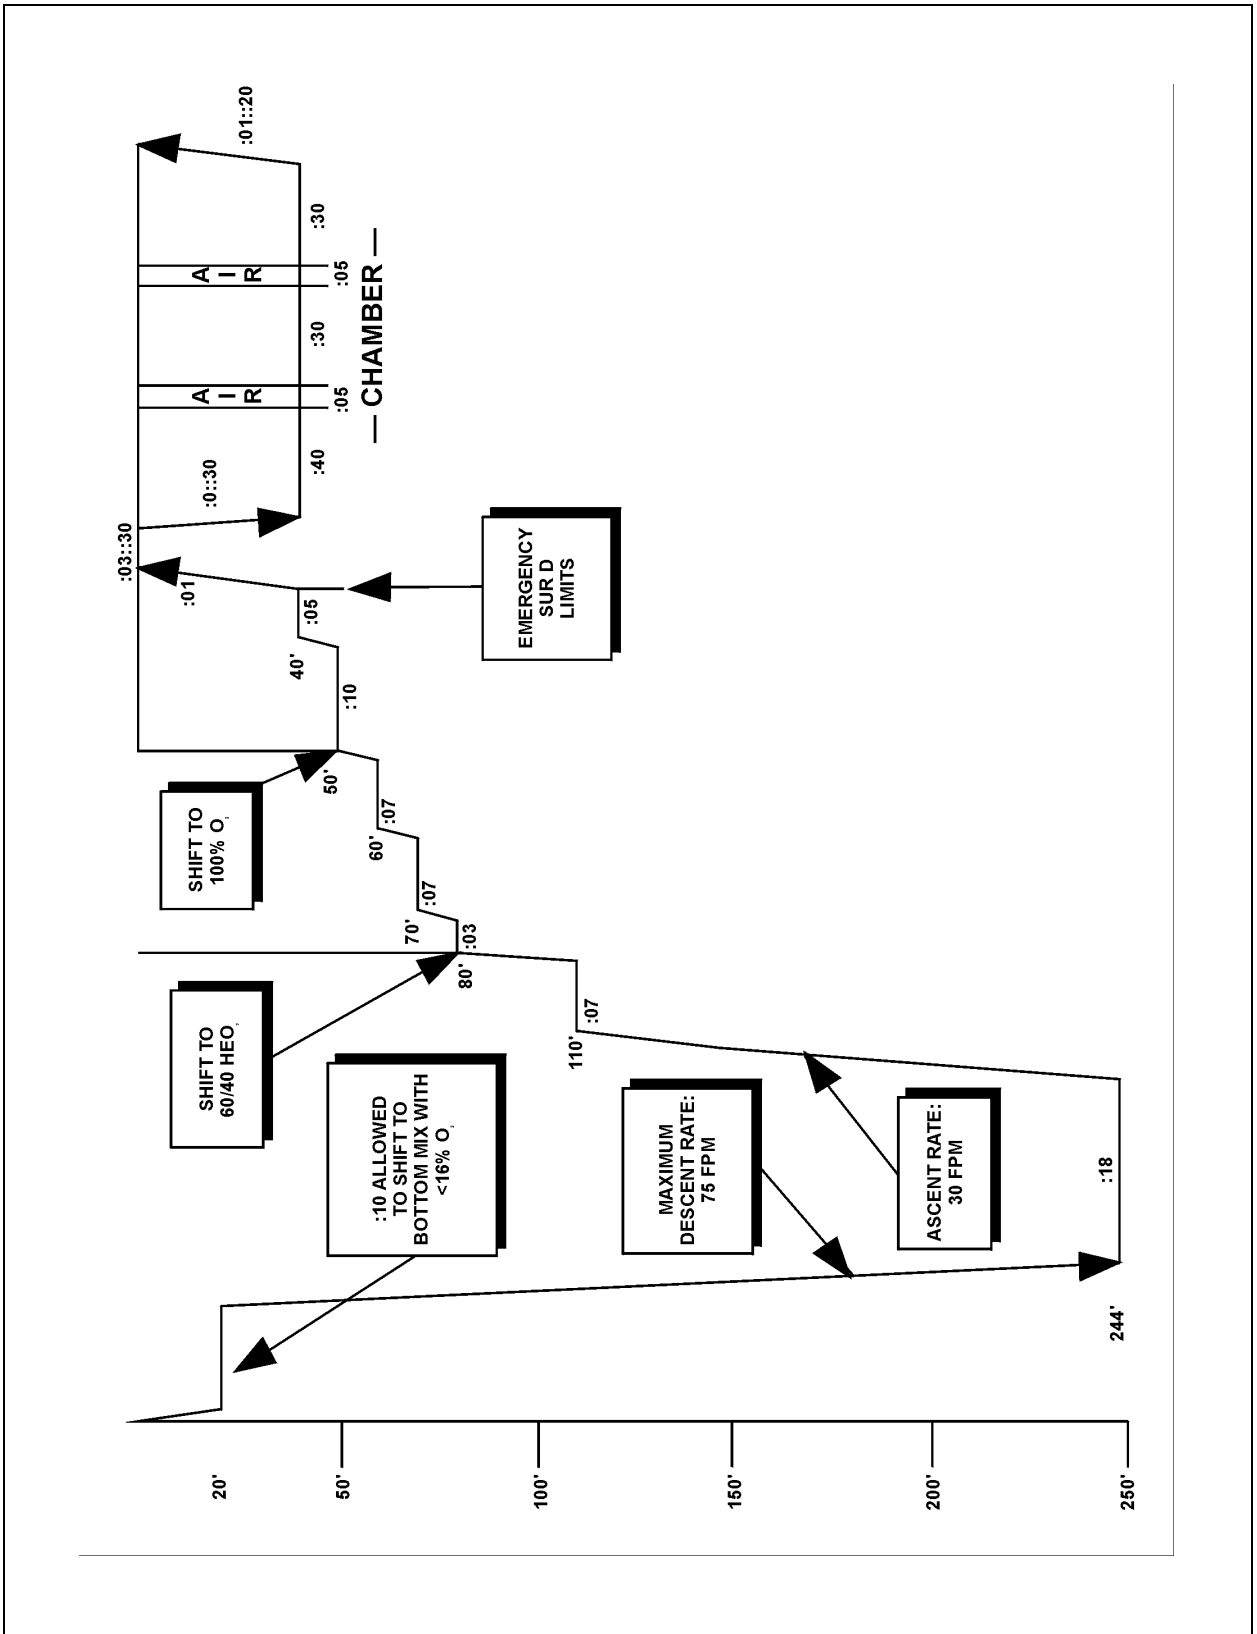 :03::30
:01
:0::30
:01::20
SHIFT TO
100% O₂
SHIFT TO
60/40 HEO₂
A
I
R
A
I
R
20'
40'
:05
:40
:30
:30
50'
50'
:10
:05
:05
— CHAMBER —
60'
:07
70'
:07
80'
:03
:10 ALLOWED
TO SHIFT TO
BOTTOM MIX WITH
<16% O₂
EMERGENCY
SUR D
LIMITS
100'
110'
:07
MAXIMUM
DESCENT RATE:
75 FPM
150'
ASCENT RATE:
30 FPM
200'
244'
:18
250'